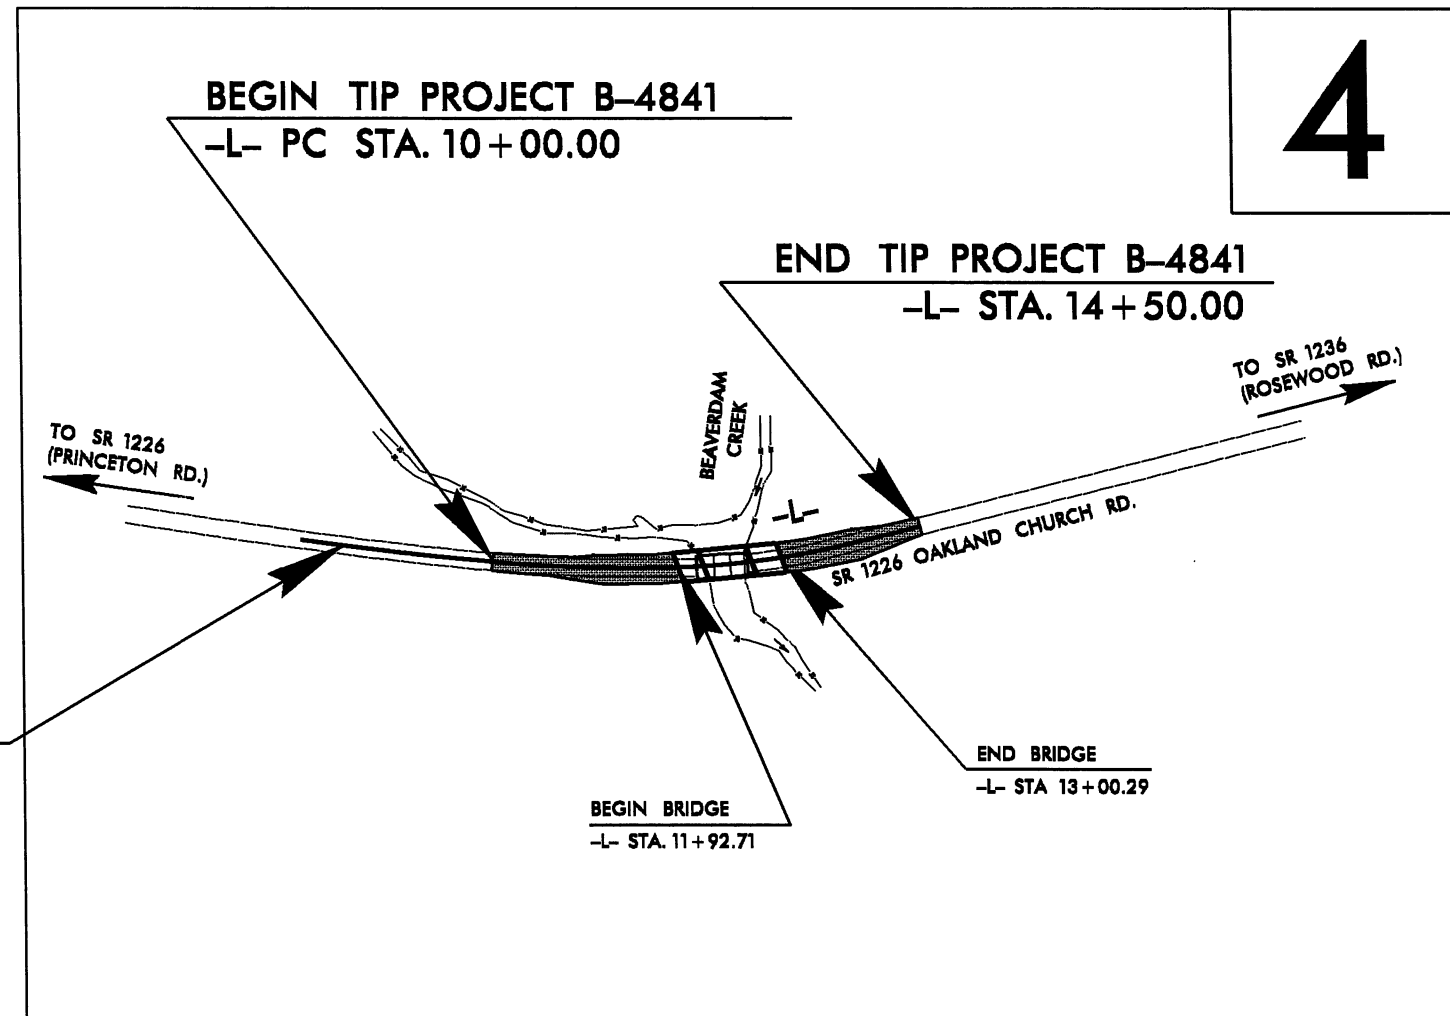 4
BEGIN TIP PROJECT B–4841
–L– PC STA. 10+00.00
END TIP PROJECT B–4841
–L– STA. 14+50.00
TO SR 1236
(ROSEWOOD RD.)
TO SR 1226
(PRINCETON RD.)
BEAVERDAM
CREEK
–L–
SR 1226 OAKLAND CHURCH RD.
END BRIDGE
–L– STA 13+00.29
BEGIN BRIDGE
–L– STA. 11+92.71